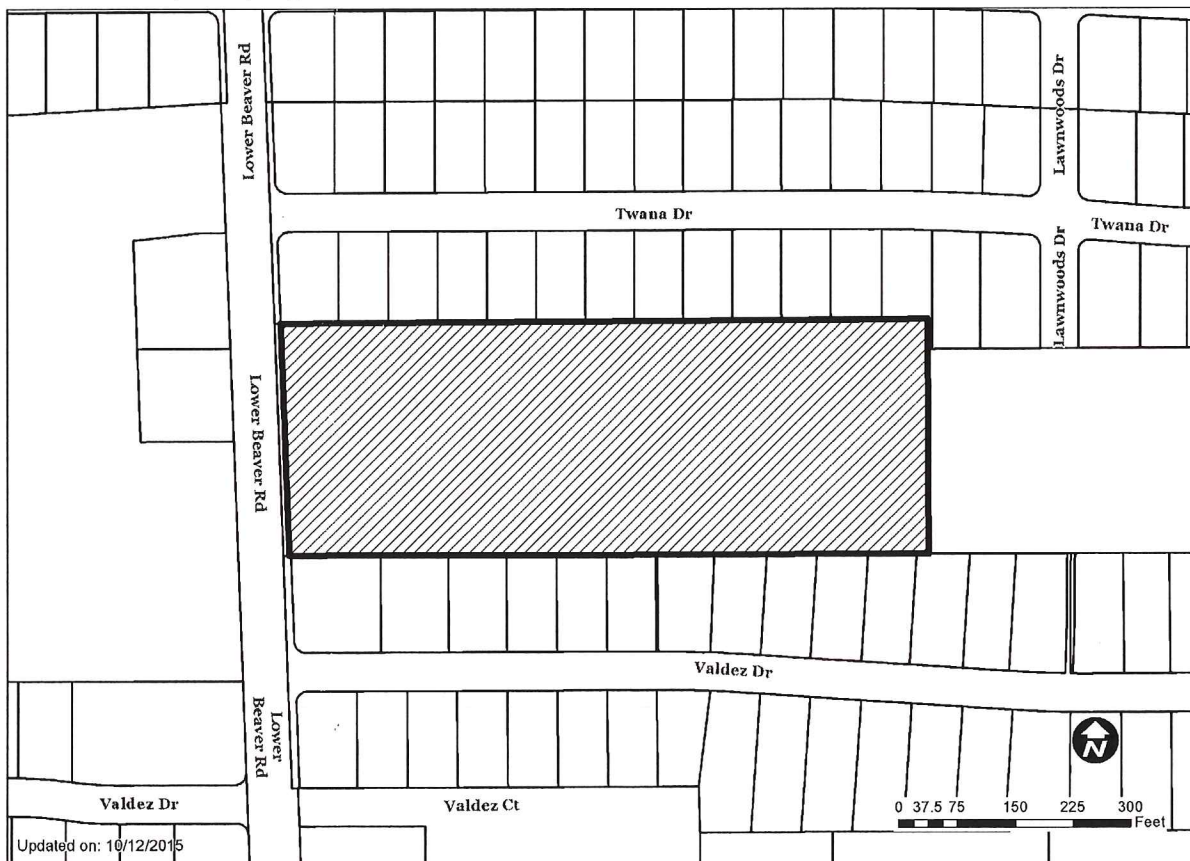 Lower Beaver Rd
Lawnwoods Dr
Twana Dr
Twana Dr
Lawnwoods Dr
Lower Beaver Rd
Valdez Dr
Lower
Beaver Rd
N
Valdez Dr
Valdez Ct
0 37.5 75 150 225 300
Feet
Updated on: 10/12/2015